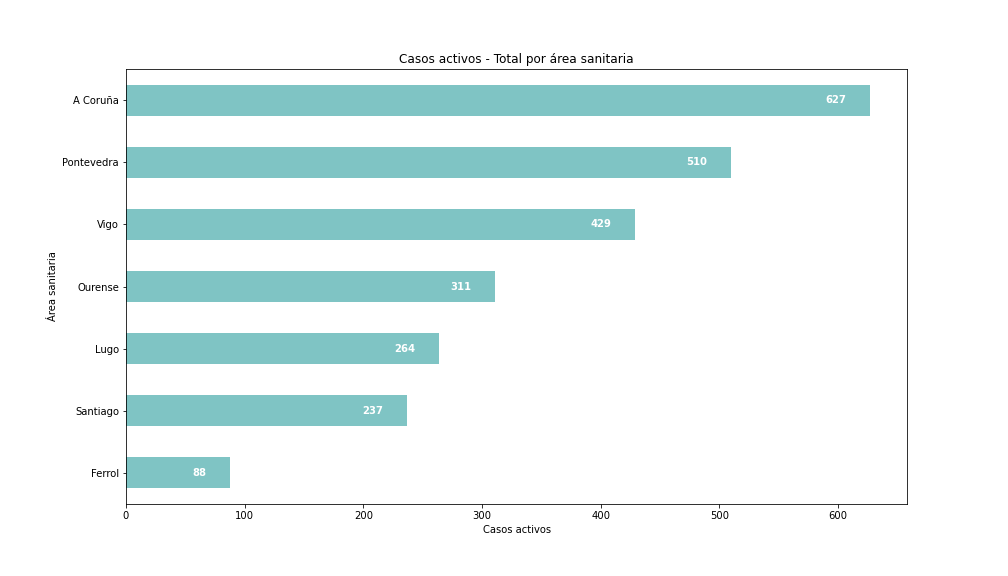 Casos activos - Total por área sanitaria
A Coruña
627
Pontevedra
510
Vigo
429
Ourense
311
Lugo
264
Santiago
237
Ferrol
88
Área sanitaria
0 100 200 300 400 500 600
Casos activos